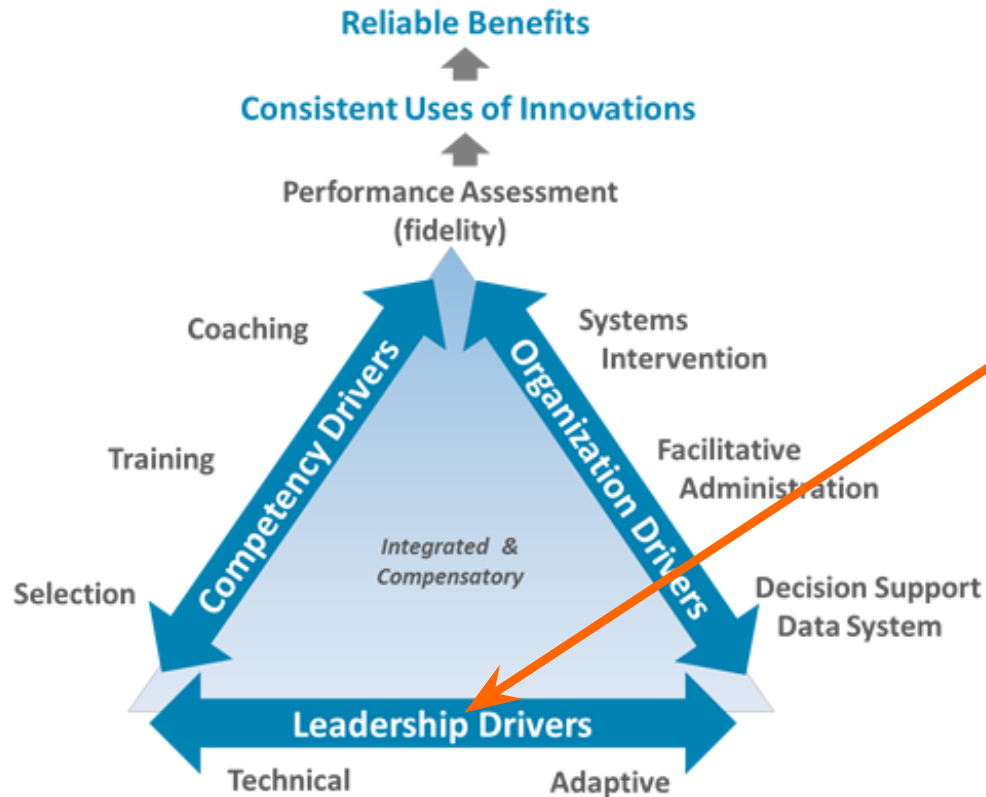 Reliable Benefits
Consistent Uses of Innovations
Performance Assessment
(fidelity)
Coaching
Training
Selection
Competency Drivers
Organization Drivers
Systems
Intervention
Facilitative
Administration
Decision Support
Data System
Integrated &
Compensatory
Leadership Drivers
Technical
Adaptive